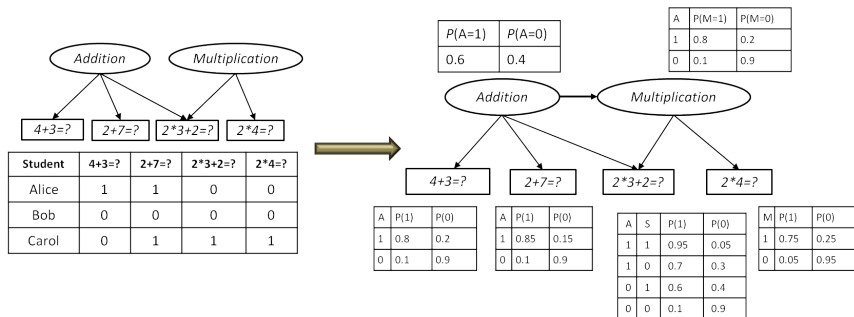 Addition Multiplication
4+3=? 2+7=? 2*3+2=? 2*4=?
Student 4+3=? 2+7=? 2*3+2=? 2*4=?
Alice 1 1 0 0
Bob 0 0 0 0
Carol 0 1 1 1
P(A=1) P(A=0)
0.6 0.4
A P(M=1) P(M=0)
1 0.8 0.2
0 0.1 0.9
Addition Multiplication
4+3=? 2+7=? 2*3+2=? 2*4=?
A P(1) P(0)
1 0.8 0.2
0 0.1 0.9
A P(1) P(0)
1 0.85 0.15
0 0.1 0.9
A S P(1) P(0)
1 1 0.95 0.05
1 0 0.7 0.3
0 1 0.6 0.4
0 0 0.1 0.9
M P(1) P(0)
1 0.75 0.25
0 0.05 0.95